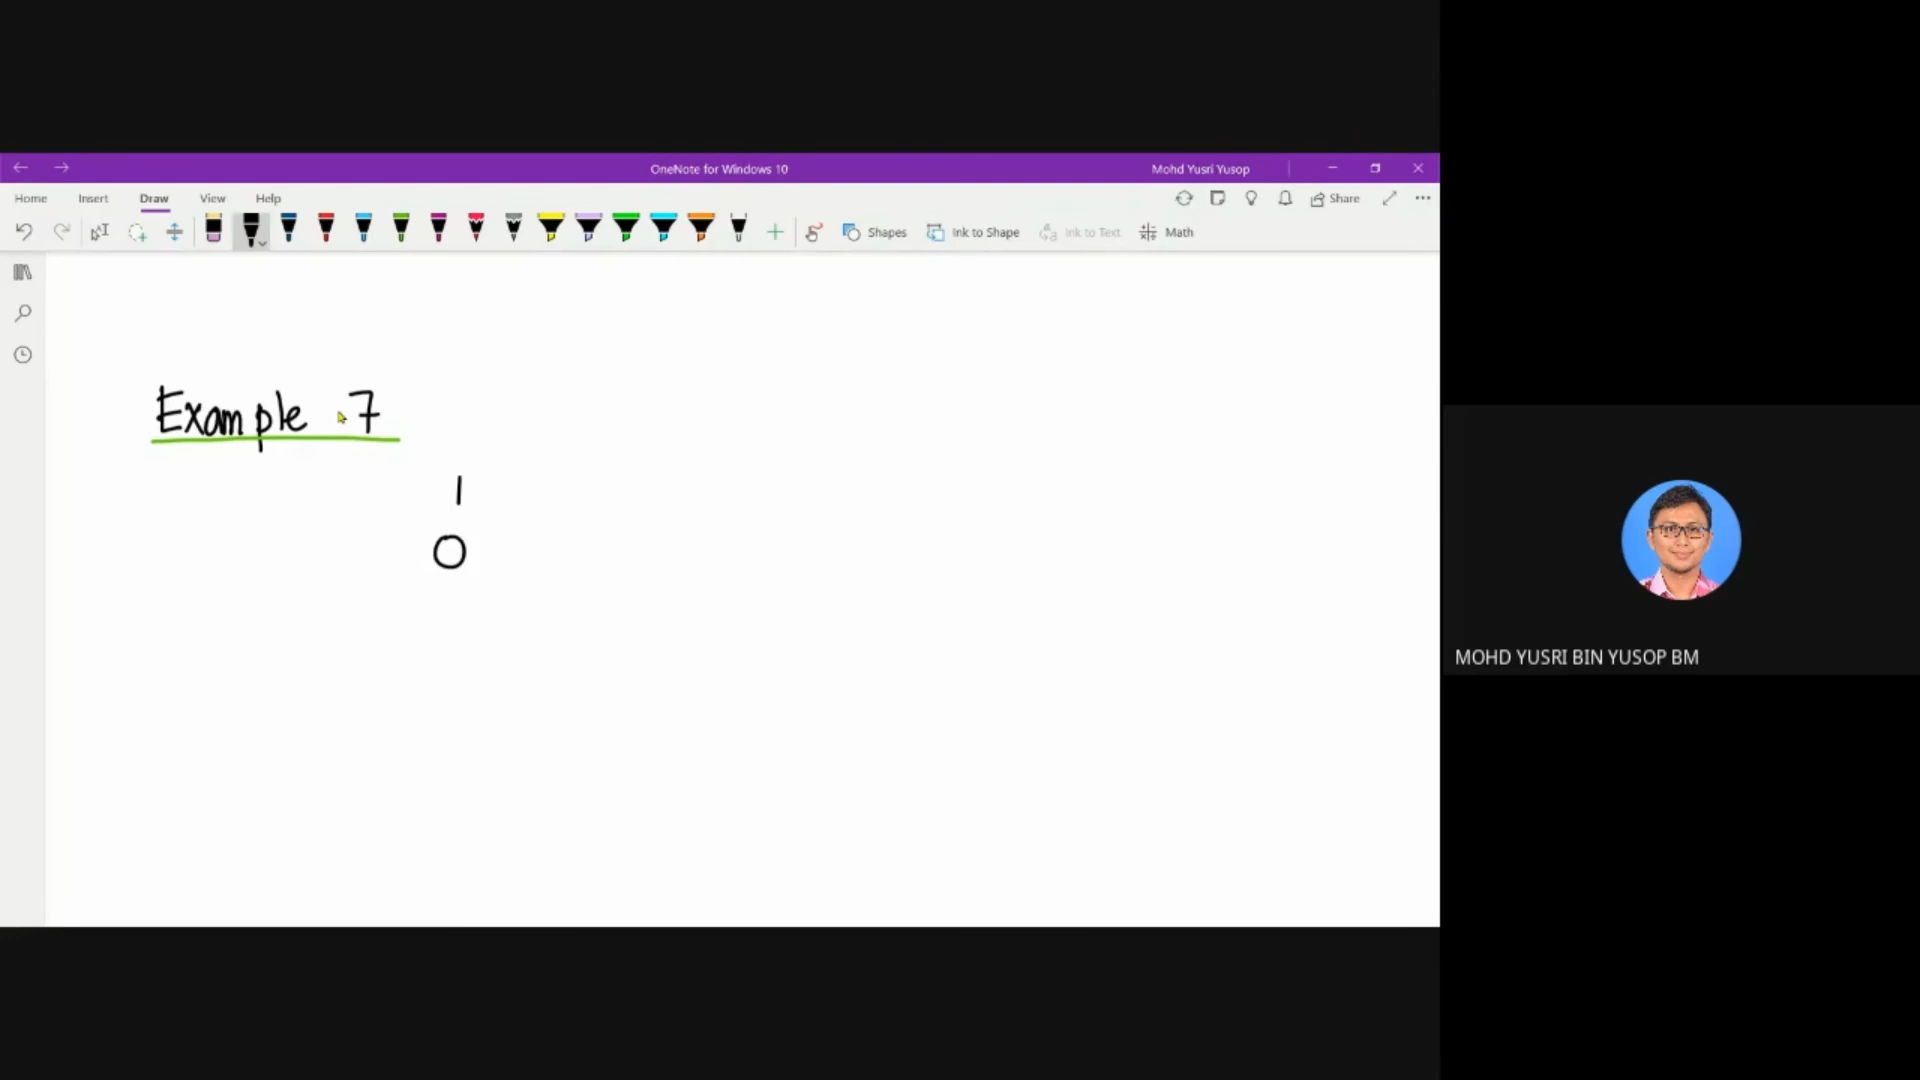 OneNote for Windows 10
Mohd Yusri Yusop
Home Insert Draw View Help
Share
Shapes Ink to Shape Ink to Text Math
Example 7
1
0
MOHD YUSRI BIN YUSOP BM